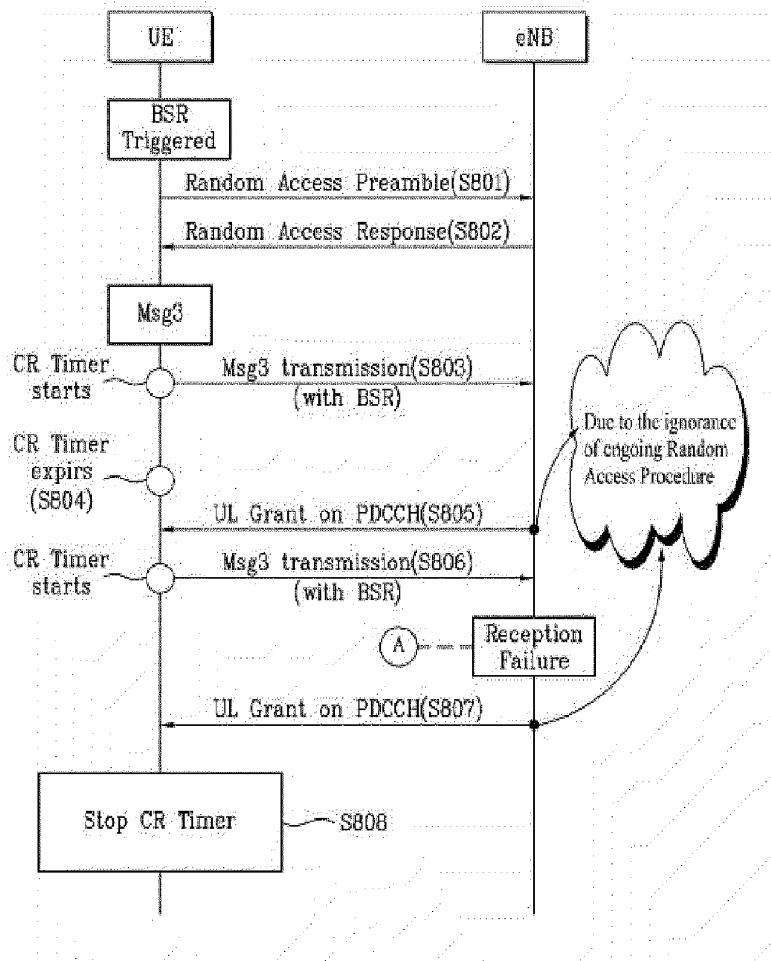 UE
eNB
BSR
Triggered
Random Access Preamble(S801)
Random Access Response(S802)
Msg3
CR Timer
starts
Msg3 transmission(S803)
(with BSR)
Due to the ignorance
of engoing Random
Access Procedure
CR Timer
expirs
(S804)
UL Grant on PDCCH(S805)
CR Timer
starts
Msg3 transmission(S806)
(with BSR)
A
Reception
Failure
UL Grant on PDCCH(S807)
Stop CR Timer
S808